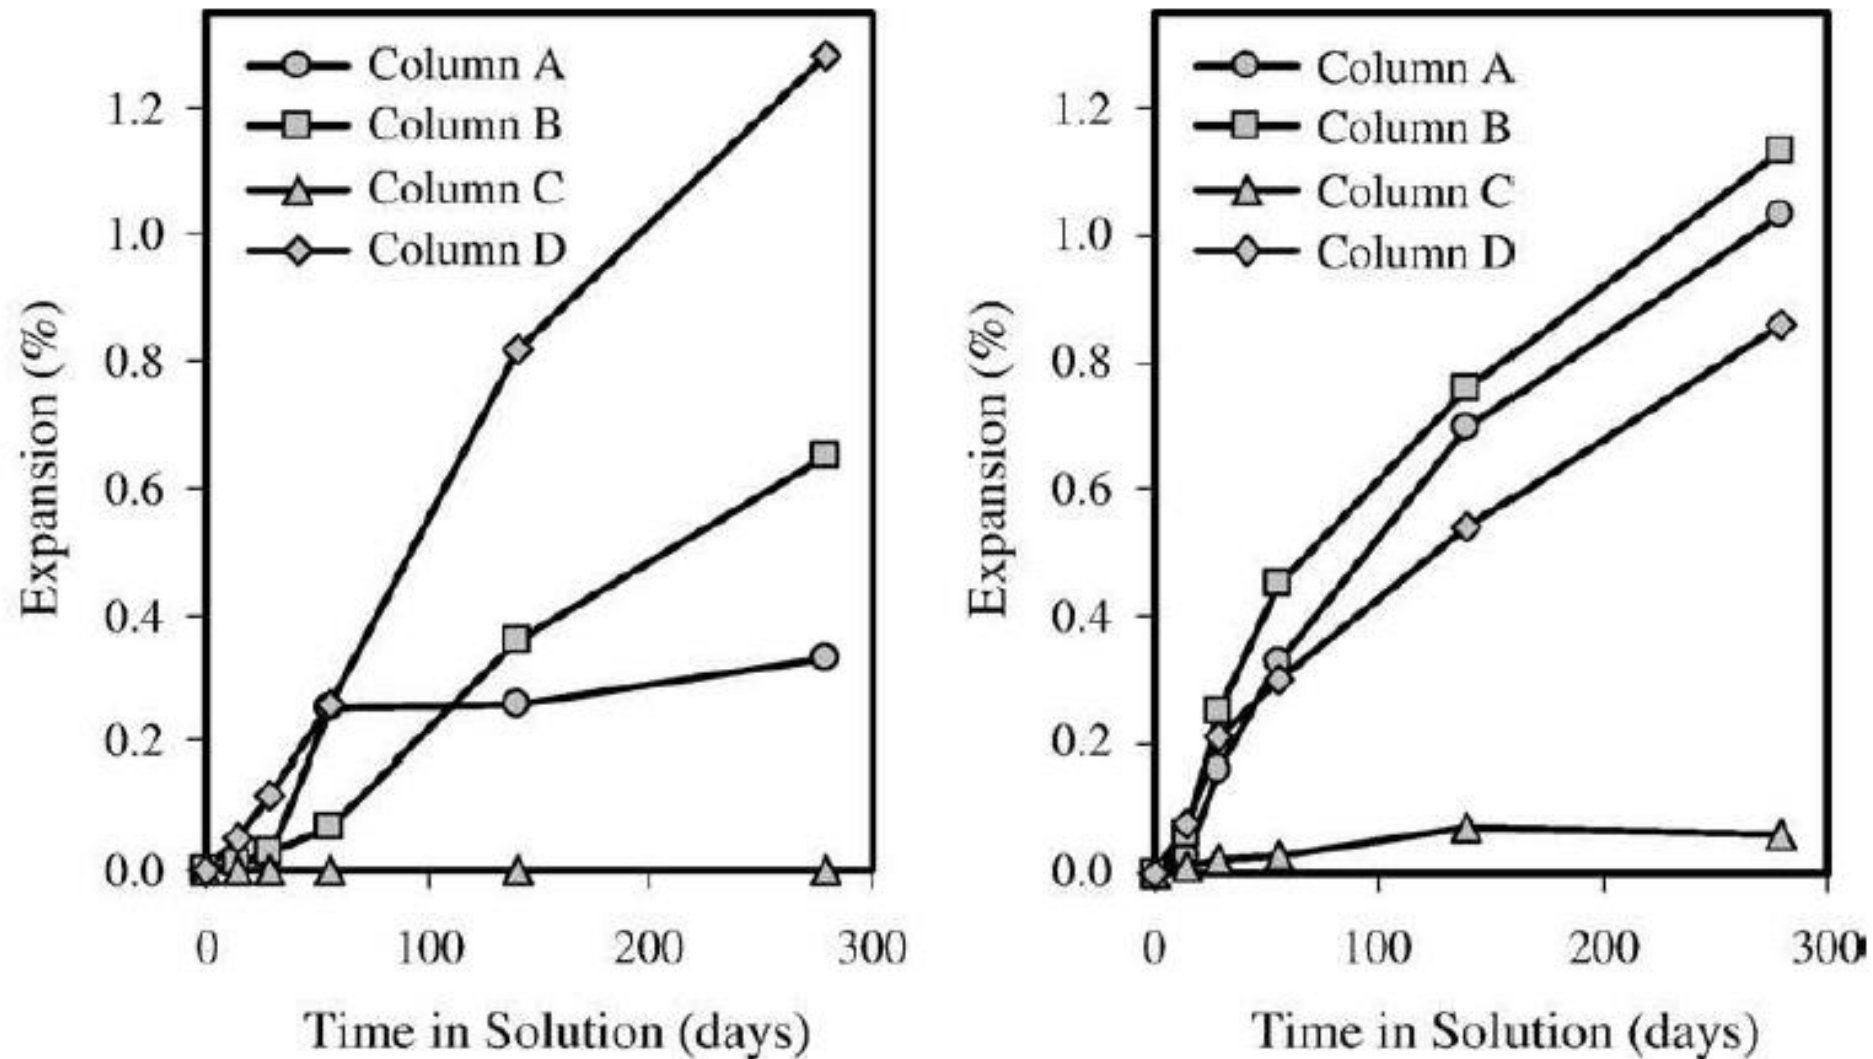 Column A
Column B
Column C
Column D
1.2
1.0
0.8
0.6
0.4
0.2
0.0
Expansion (%)
0 100 200 300
Time in Solution (days)
Column A
Column B
Column C
Column D
1.2
1.0
0.8
0.6
0.4
0.2
0.0
Expansion (%)
0 100 200 300
Time in Solution (days)